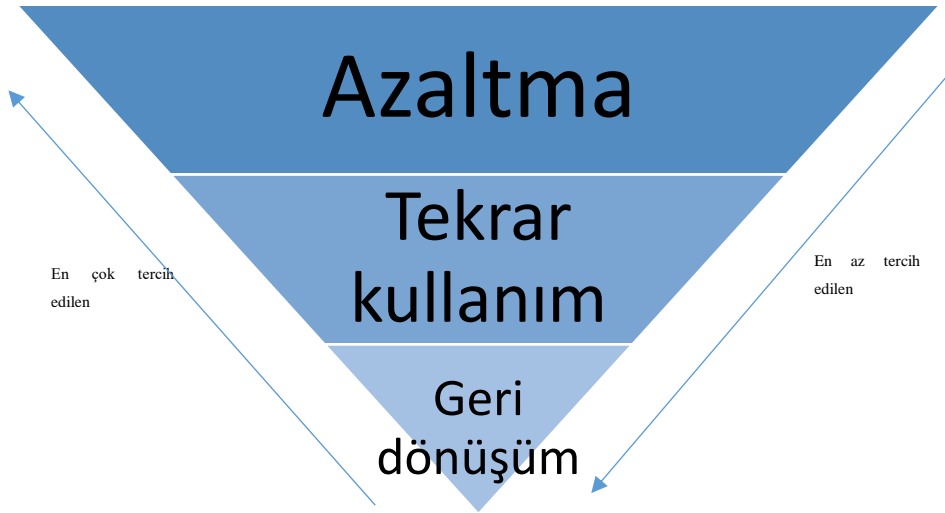 Azaltma
Tekrar
kullanım
Geri
dönüşüm
En çok tercih
edilen
En az tercih
edilen